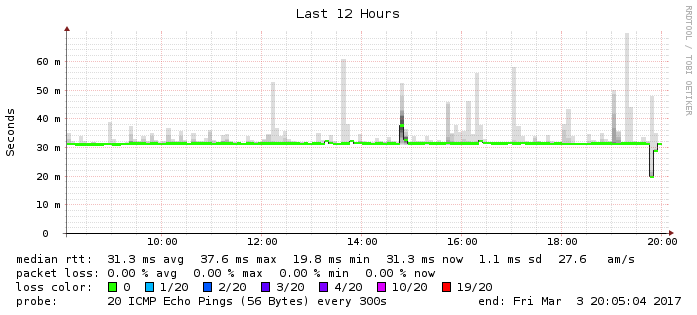 Last 12 Hours
RRDTOOL / TOBI OETIKER
Seconds
60 m
50 m
40 m
30 m
20 m
10 m
0
10:00 12:00 14:00 16:00 18:00 20:00
median rtt: 31.3 ms avg 37.6 ms max 19.8 ms min 31.3 ms now 1.1 ms sd 27.6 am/s
packet loss: 0.00 % avg 0.00 % max 0.00 % min 0.00 % now
loss color: 0 1/20 2/20 3/20 4/20 10/20 19/20
probe: 20 ICMP Echo Pings (56 Bytes) every 300s end: Fri Mar 3 20:05:04 2017